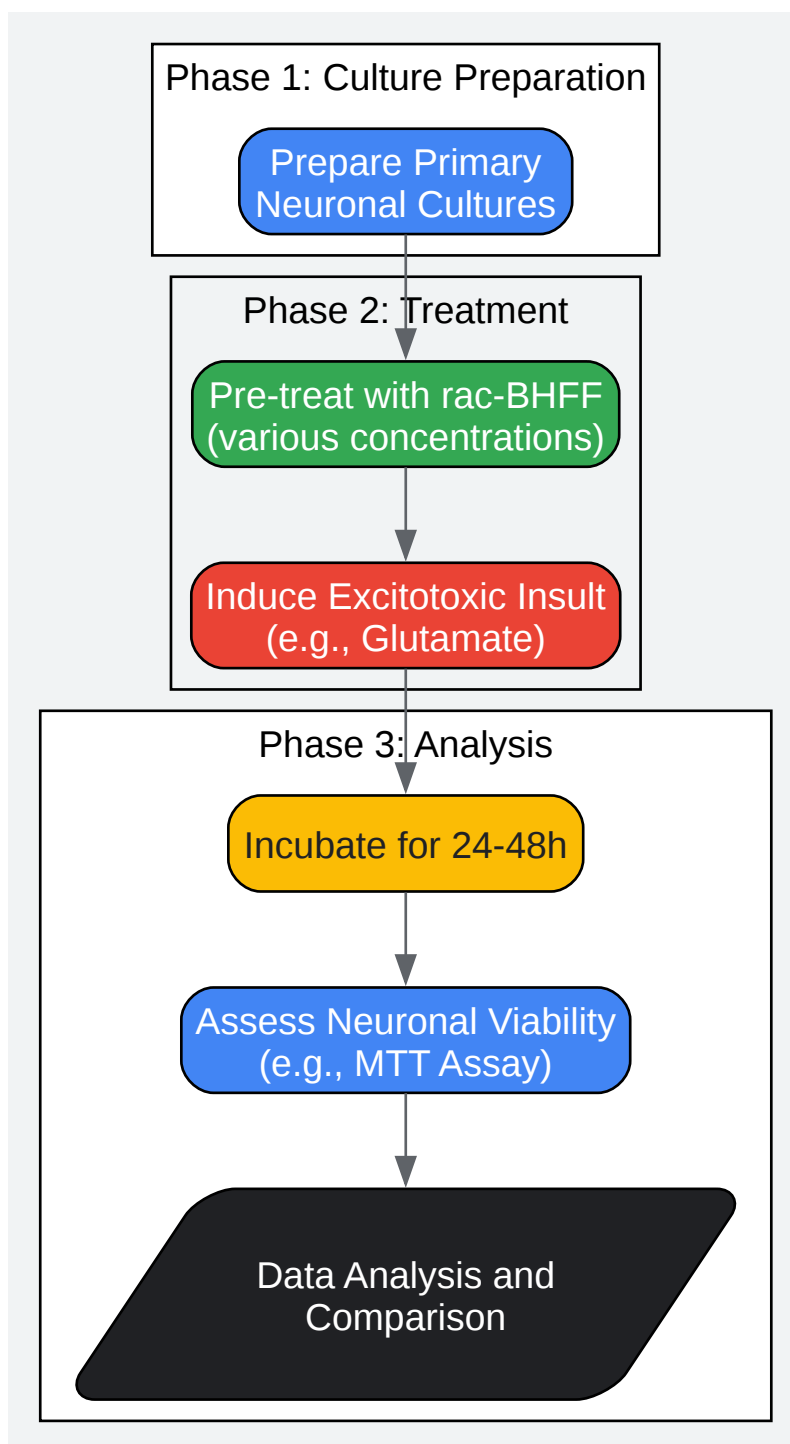 Phase 1: Culture Preparation
Prepare Primary
Neuronal Cultures
Phase 2: Treatment
Pre-treat with rac-BHFF
(various concentrations)
Induce Excitotoxic Insult
(e.g., Glutamate)
Phase 3: Analysis
Incubate for 24-48h
Assess Neuronal Viability
(e.g., MTT Assay)
Data Analysis and
Comparison